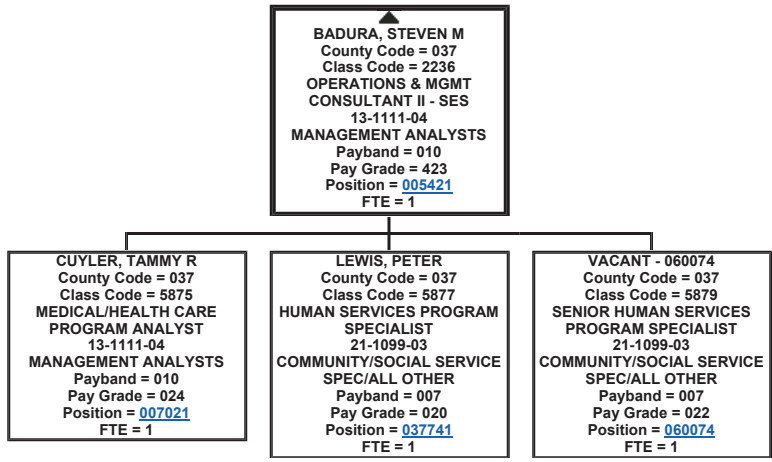 BADURA, STEVEN M
County Code = 037
Class Code = 2236
OPERATIONS & MGMT
CONSULTANT II - SES
13-1111-04
MANAGEMENT ANALYSTS
Payband = 010
Pay Grade = 423
Position = 005421
FTE = 1
CUYLER, TAMMY R
County Code = 037
Class Code = 5875
MEDICAL/HEALTH CARE
PROGRAM ANALYST
13-1111-04
MANAGEMENT ANALYSTS
Payband = 010
Pay Grade = 024
Position = 007021
FTE = 1
LEWIS, PETER
County Code = 037
Class Code = 5877
HUMAN SERVICES PROGRAM
SPECIALIST
21-1099-03
COMMUNITY/SOCIAL SERVICE
SPEC/ALL OTHER
Payband = 007
Pay Grade = 020
Position = 037741
FTE = 1
VACANT - 060074
County Code = 037
Class Code = 5879
SENIOR HUMAN SERVICES
PROGRAM SPECIALIST
21-1099-03
COMMUNITY/SOCIAL SERVICE
SPEC/ALL OTHER
Payband = 007
Pay Grade = 022
Position = 060074
FTE = 1